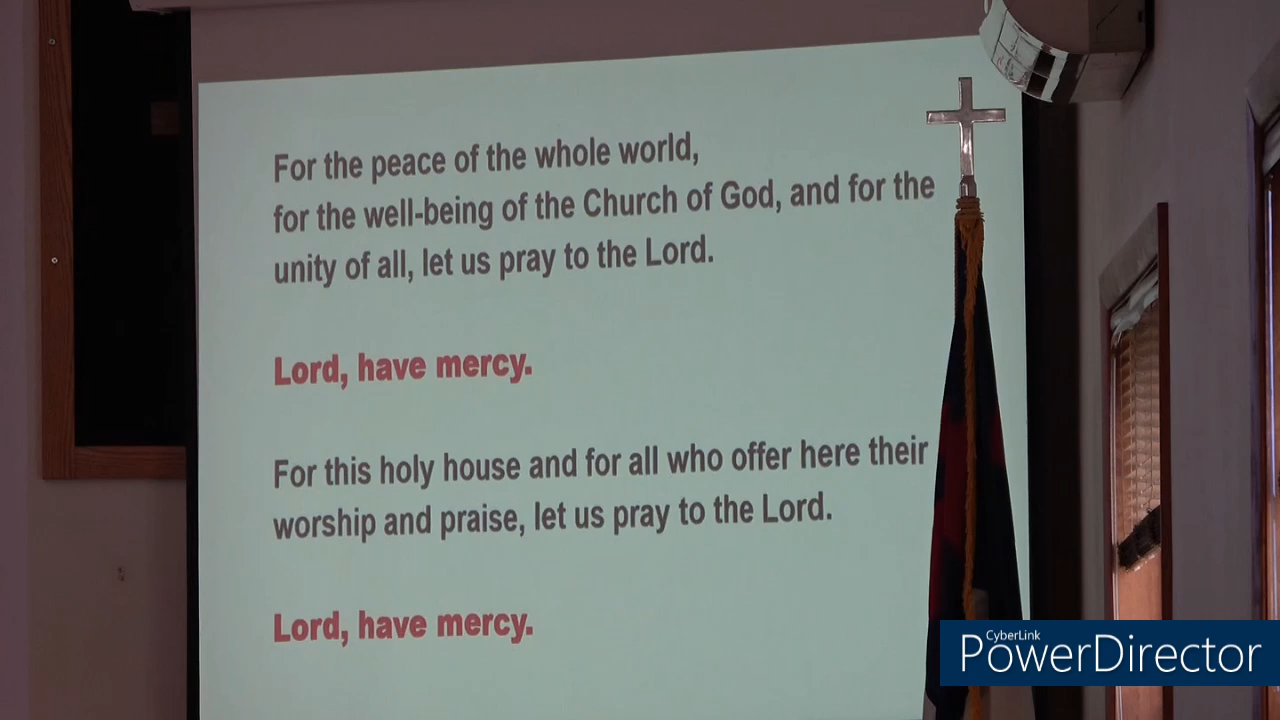 For the peace of the whole world,
for the well-being of the Church of God, and for the
unity of all, let us pray to the Lord.
Lord, have mercy.
For this holy house and for all who offer here their
worship and praise, let us pray to the Lord.
Lord, have mercy.
CyberLink
PowerDirector